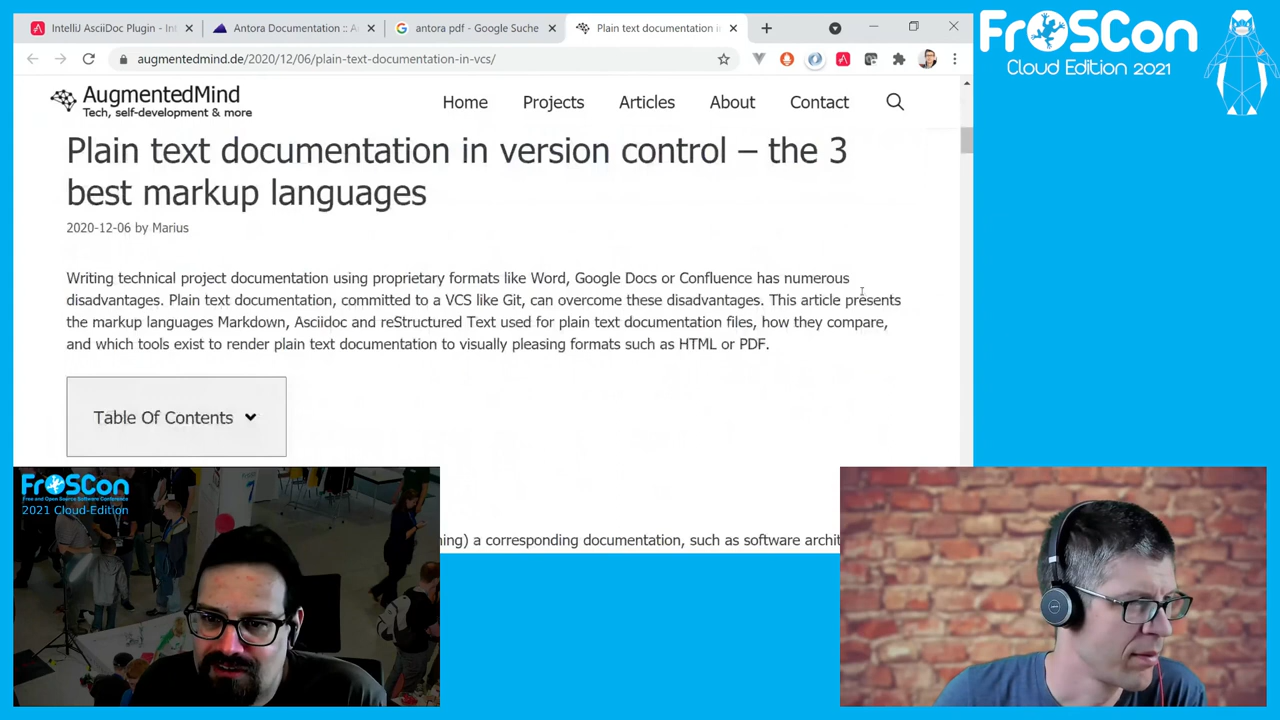 IntelliJ AsciiDoc Plugin - Int
Antora Documentation :: A
antora pdf - Google Suche
Plain text documentation in
augmentedmind.de/2020/12/06/plain-text-documentation-in-vcs/
AugmentedMind
Tech, self-development & more
Home
Projects
Articles
About
Contact
Plain text documentation in version control – the 3
best markup languages
2020-12-06 by Marius
Writing technical project documentation using proprietary formats like Word, Google Docs or Confluence has numerous
disadvantages. Plain text documentation, committed to a VCS like Git, can overcome these disadvantages. This article presents
the markup languages Markdown, Asciidoc and reStructured Text used for plain text documentation files, how they compare,
and which tools exist to render plain text documentation to visually pleasing formats such as HTML or PDF.
Table Of Contents
ning) a corresponding documentation, such as software archit
FrOSCon
Cloud Edition 2021
FrOSCon
Free and Open Source Software Conference
2021 Cloud-Edition